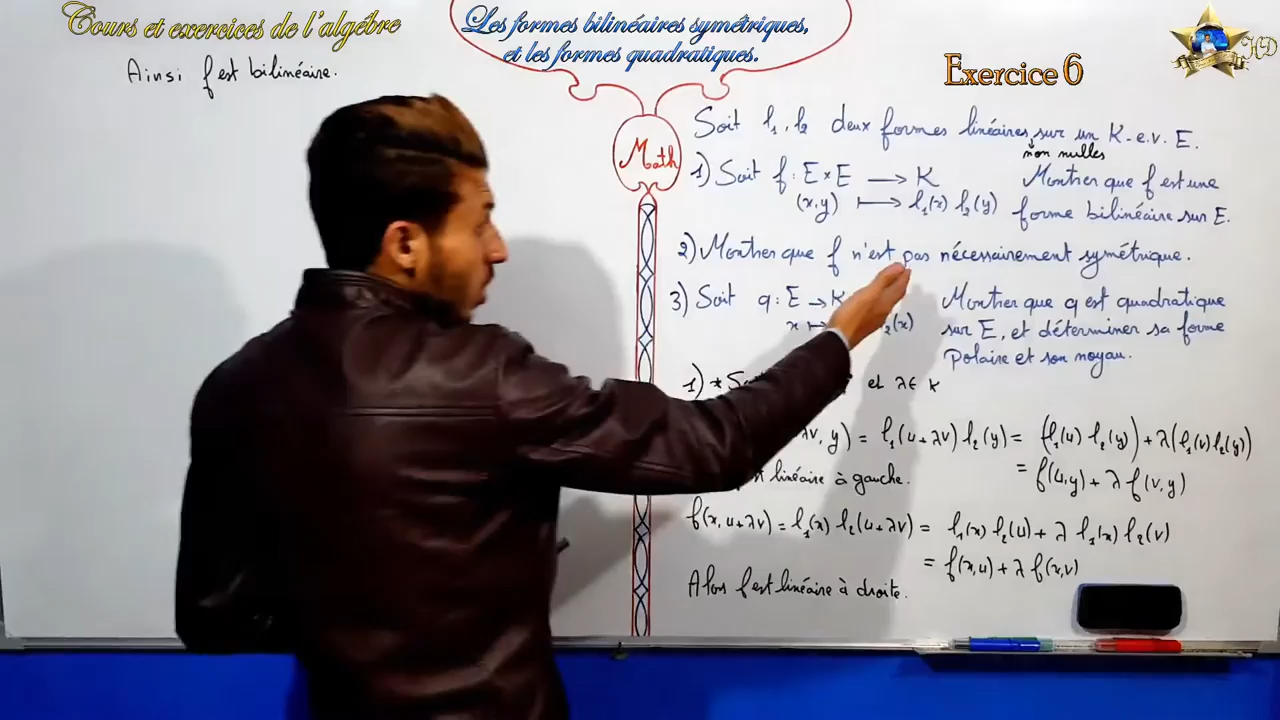 Cours et exercices de l'algébre
Ainsi f est bilinéaire.
Les formes bilinéaires symétriques,
et les formes quadratiques.
Math
Exercice 6
HD
Soit l₁, l₂ deux formes linéaires, sur un K-e.v. E.
non nulles
1) Soit f : E × E → K Montrer que f est une
(x,y) ↦ l₁(x) l₂(y) forme bilinéaire sur E.
2) Montrer que f n'est pas nécessairement symétrique.
3) Soit q : E → K Montrer que q est quadratique
x ↦ ₂(x) sur E, et déterminer sa forme
Polaire et son noyau.
1) * et λ ∈ K
λv, y) = l₁(u+λv) l₂(y) = (l₁(u) l₂(y)) + λ(l₁(v) l₂(y))
= f(u,y) + λ f(v,y)
linéaire à gauche.
f(x, u+λv) = l₁(x) l₂(u+λv) = l₁(x) l₂(u) + λ l₁(x) l₂(v)
= f(x,u) + λ f(x,v)
Alors f est linéaire à droite.